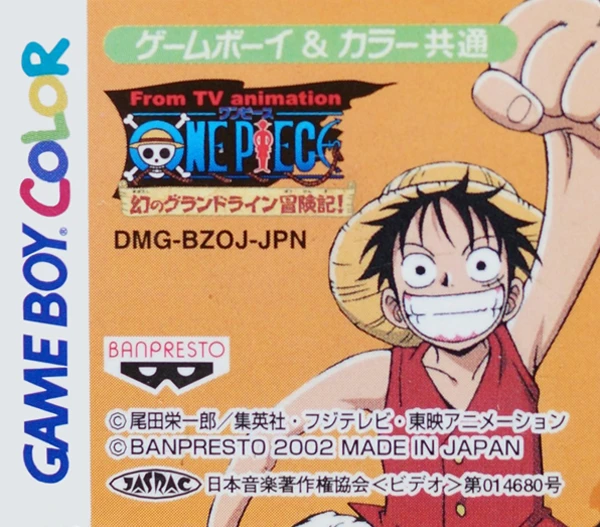 GAME BOY COLOR
ゲームボーイ & カラー共通
From TV animation
ワンピース
ONE PIECE
幻のグランドライン冒険記!
DMG-BZOJ-JPN
BANPRESTO
©尾田栄一郎／集英社・フジテレビ・東映アニメーション
©BANPRESTO 2002 MADE IN JAPAN
JASRAC 日本音楽著作権協会<ビデオ>第014680号